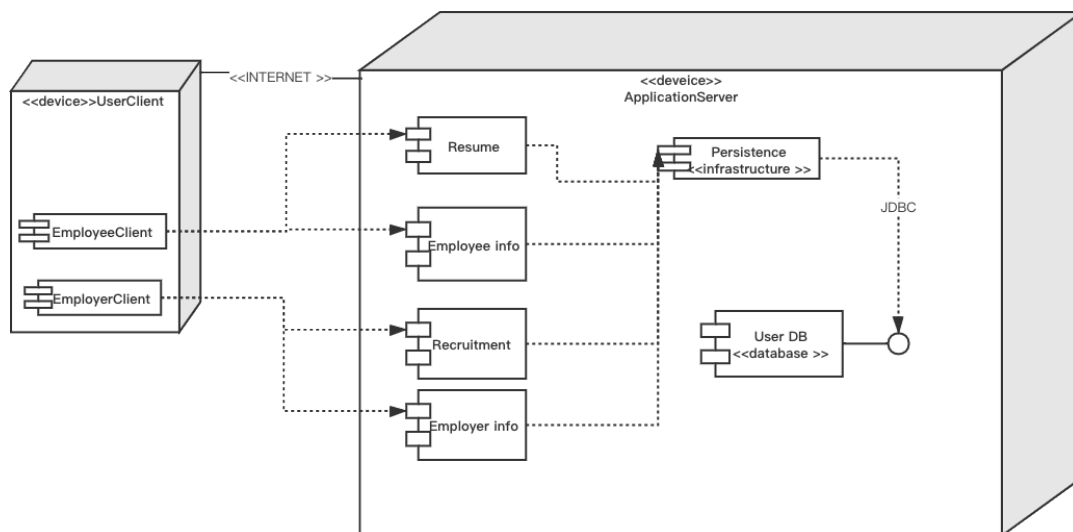 <<INTERNET >>
<<deveice>>
ApplicationServer
<<device>>UserClient
Resume
Persistence
<<infrastructure >>
JDBC
EmployeeClient
Employee info
EmployerClient
Recruitment
User DB
<<database >>
Employer info